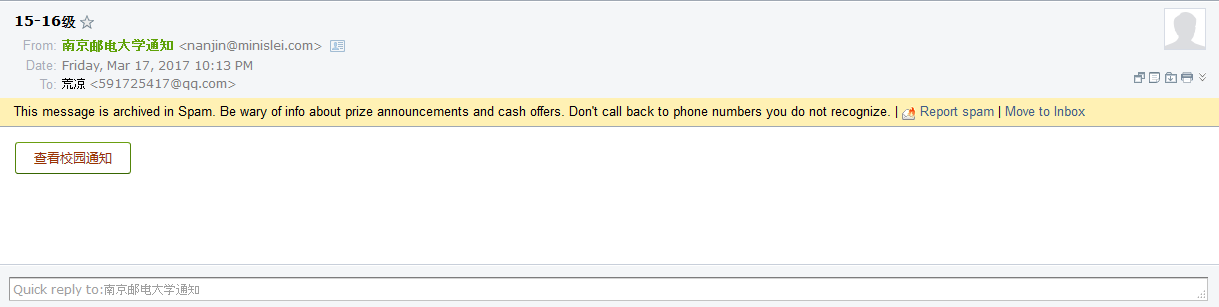 15-16级
From: 南京邮电大学通知 <nanjin@minislei.com>
Date: Friday, Mar 17, 2017 10:13 PM
To: 荒凉 <591725417@qq.com>
This message is archived in Spam. Be wary of info about prize announcements and cash offers. Don't call back to phone numbers you do not recognize. | Report spam | Move to Inbox
查看校园通知
Quick reply to:南京邮电大学通知